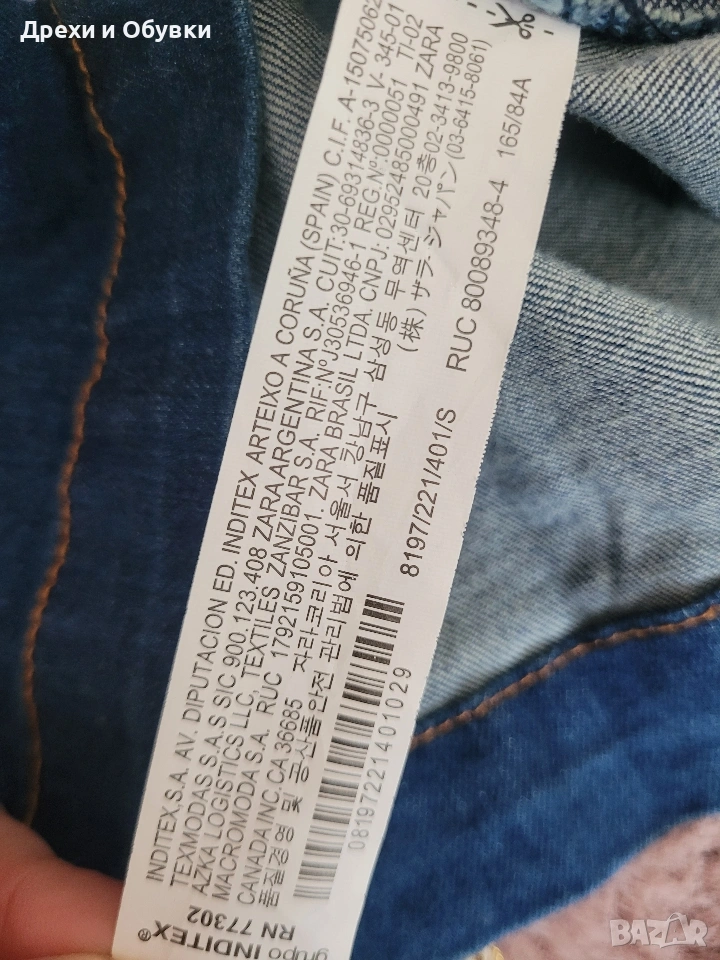 Дрехи и Обувки
INDITEX,S.A. AV. DIPUTACION ED. INDITEX ARTEIXO A CORUÑA (SPAIN) C.I.F. A-15075062
TEXMODAS S.A.S SIC 900.123.408 ZARA ARGENTINA S.A. CUIT:30-69314836-3 V- 345-01
AZKA LOGISTICS LLC, TEXTILES ZANZIBAR S.A. RIF:NºJ30536946-1 REG.Nº:0000051 TI-02
MACROMODA S.A. RUC 1792159105001, ZARA BRASIL LTDA. CNPJ: 02952485000491 ZARA
CANADA INC.CA36685 자라코리아 서울시 강남구 삼성동 무역센터 20층02-3413-9800
품질경영 및 공산품안전 관리법에 의한 품질표시 (株) ザラ・ジャパン(03-6415-8061)
RN 77302
grupo INDITEX®
8197/221/401/S RUC 80089348-4 165/84A
08197221401029
BAZAR